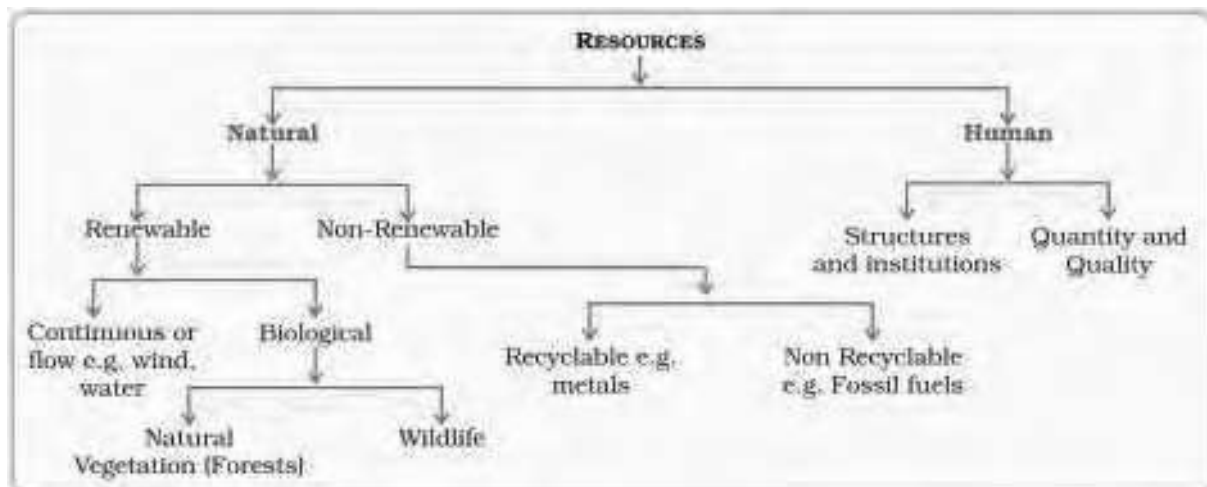 RESOURCES
Natural
Human
Renewable
Non-Renewable
Structures
and institutions
Quantity and
Quality
Continuous or
flow e.g. wind,
water
Biological
Recyclable e.g.
metals
Non Recyclable
e.g. Fossil fuels
Natural
Vegetation (Forests)
Wildlife